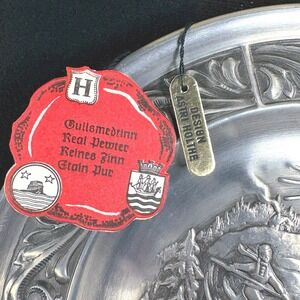 H
Gullsmedtinn
Real Pewter
Reines Zinn
Etain Pur
DESIGN
ASTRI HOLTHE